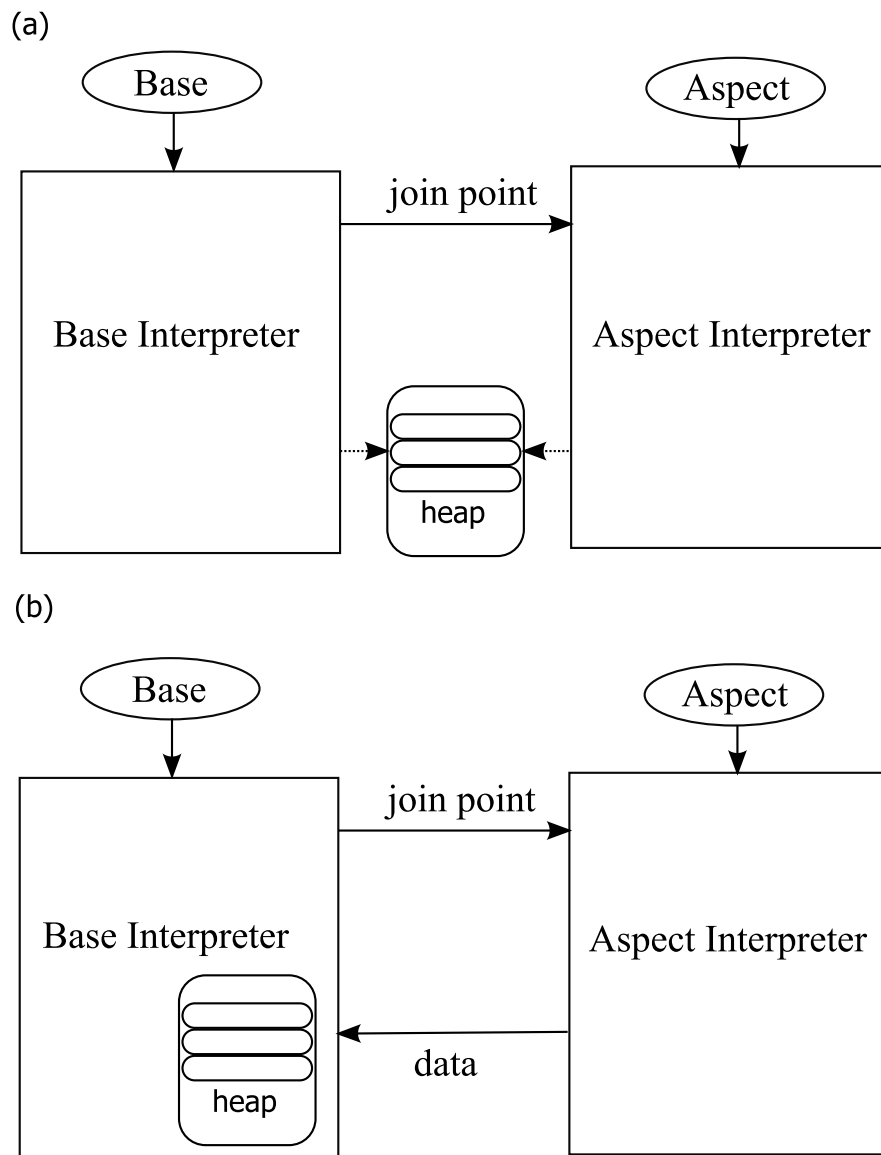 (a)
Base
Aspect
join point
Base Interpreter
Aspect Interpreter
heap
(b)
Base
Aspect
join point
Base Interpreter
Aspect Interpreter
data
heap